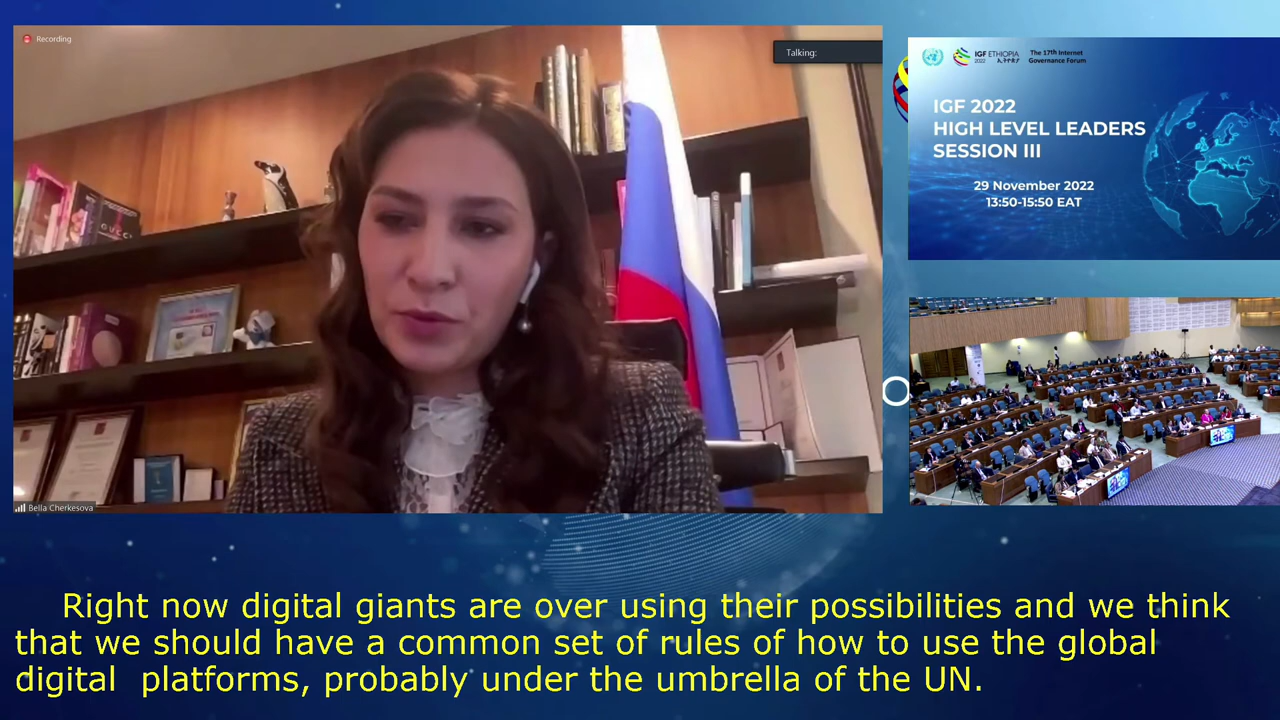 Recording
Talking:
GUCCI
Bella Cherkesova
IGF ETHIOPIA
2022 ኢትዮጵያ
The 17th Internet
Governance Forum
IGF 2022
HIGH LEVEL LEADERS
SESSION III
29 November 2022
13:50-15:50 EAT
O
Right now digital giants are over using their possibilities and we think
that we should have a common set of rules of how to use the global
digital platforms, probably under the umbrella of the UN.